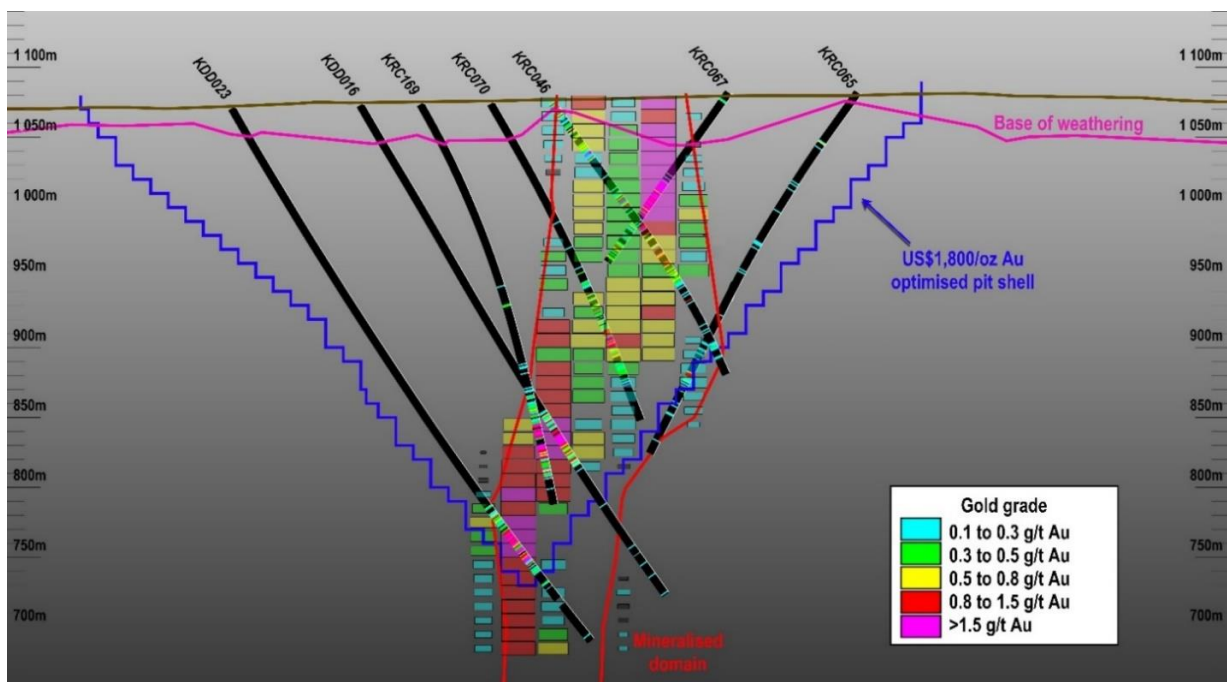 KDD023
KDD016
KRC169
KRC070
KRC046
KRC067
KRC065
1 100m
1 100m
1 050m
1 050m
Base of weathering
1 000m
1 000m
950m
950m
US$1,800/oz Au
optimised pit shell
900m
900m
850m
850m
800m
800m
750m
750m
700m
700m
Gold grade
0.1 to 0.3 g/t Au
0.3 to 0.5 g/t Au
0.5 to 0.8 g/t Au
0.8 to 1.5 g/t Au
>1.5 g/t Au
Mineralised
domain